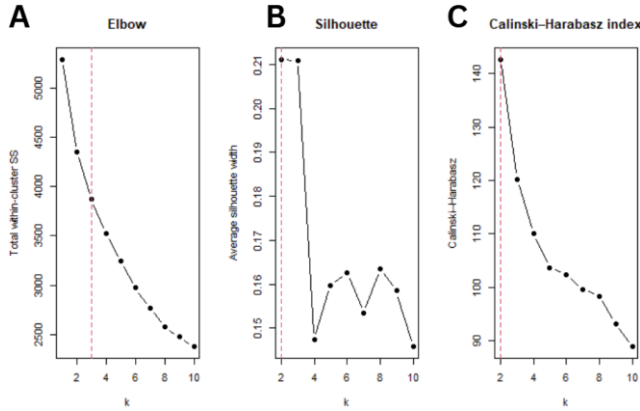 A
Elbow
Total within-cluster SS
5000
4500
4000
3500
3000
2500
2 4 6 8 10
k
B
Silhouette
Average silhouette width
0.21
0.20
0.19
0.18
0.17
0.16
0.15
2 4 6 8 10
k
C
Calinski–Harabasz index
Calinski–Harabasz
140
130
120
110
100
90
2 4 6 8 10
k